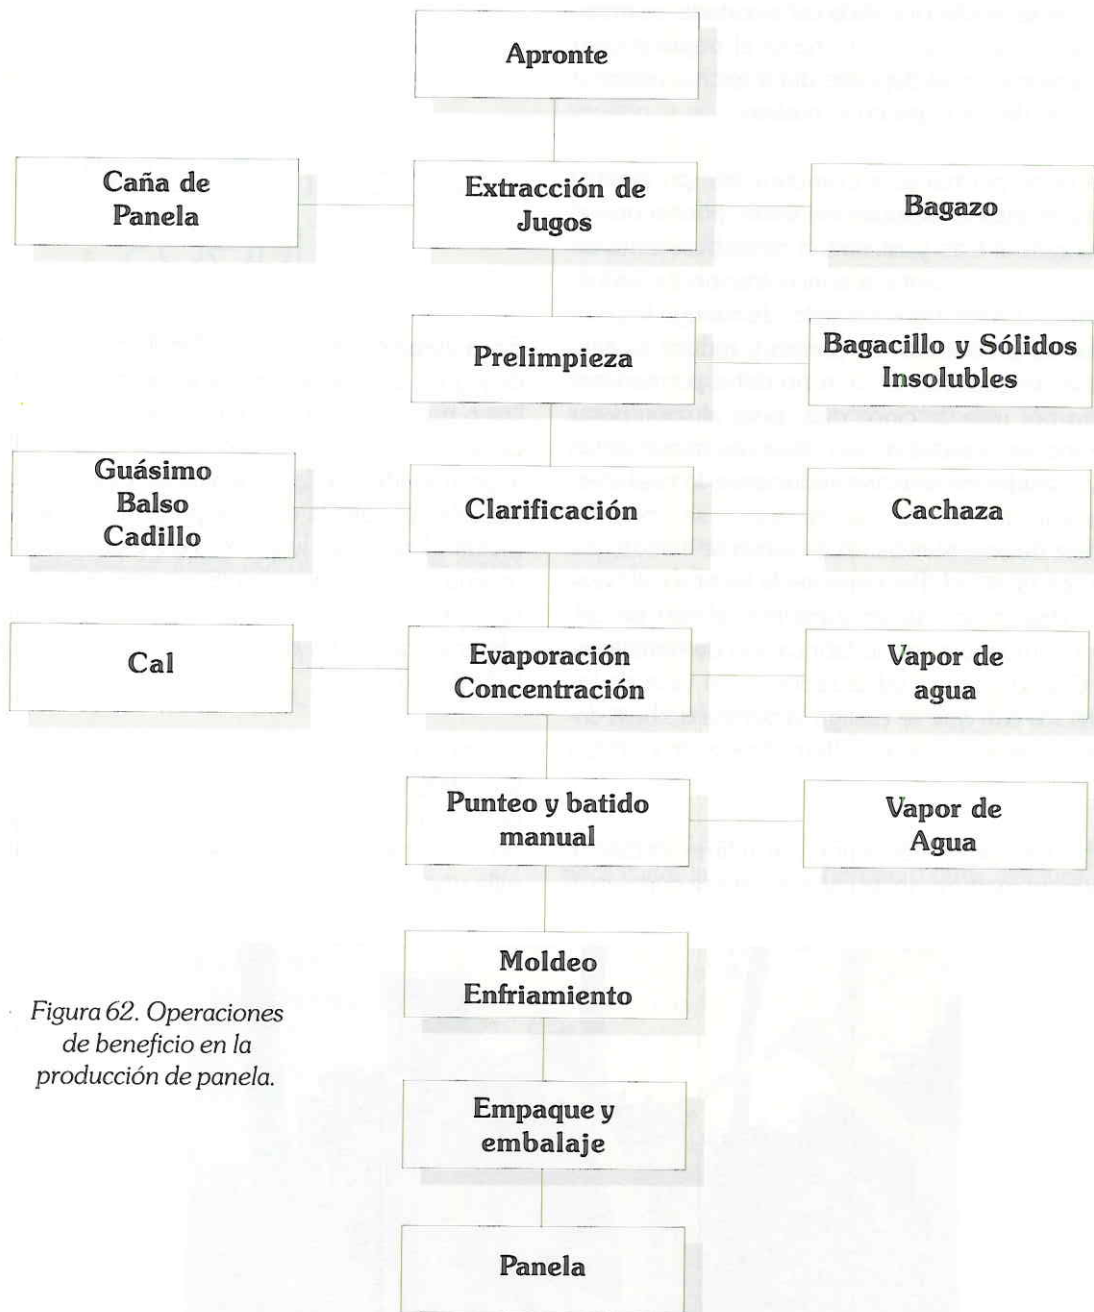 Apronte
Caña de
Panela
Extracción de
Jugos
Bagazo
Prelimpieza
Bagacillo y Sólidos
Insolubles
Guásimo
Balso
Cadillo
Clarificación
Cachaza
Cal
Evaporación
Concentración
Vapor de
agua
Punteo y batido
manual
Vapor de
Agua
Moldeo
Enfriamiento
Figura 62. Operaciones
de beneficio en la
producción de panela.
Empaque y
embalaje
Panela